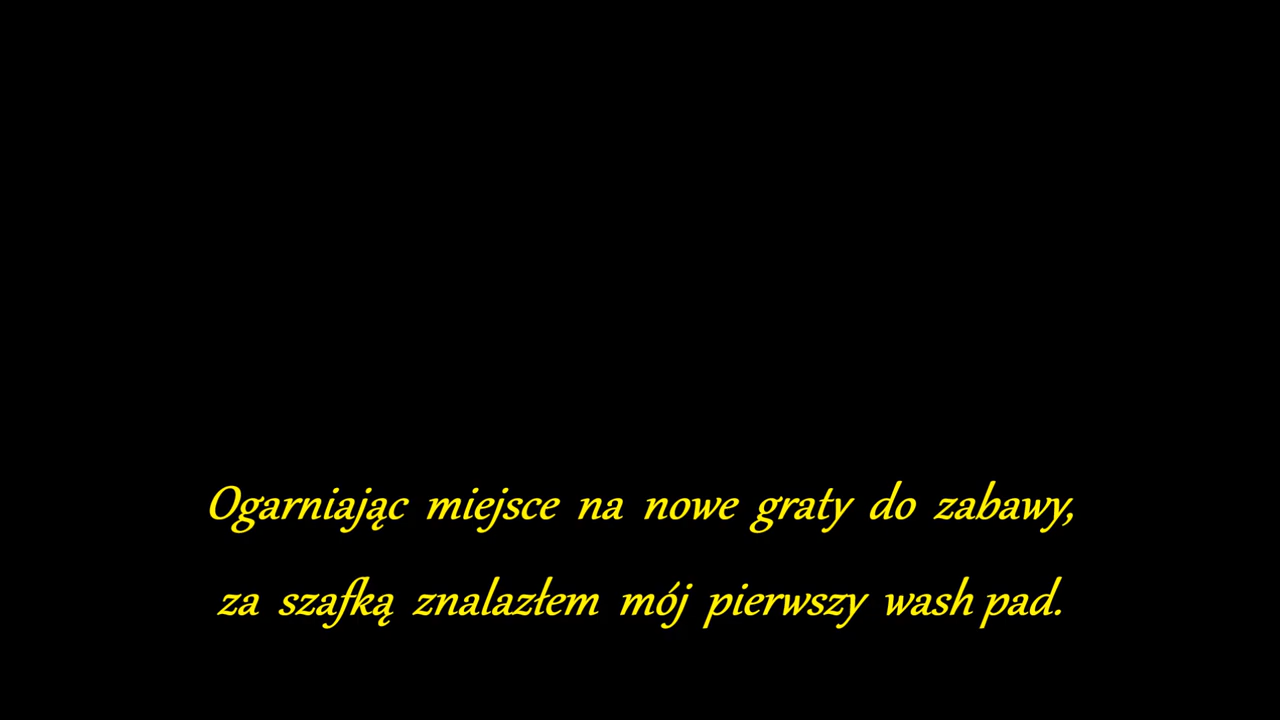 Ogarniając miejsce na nowe graty do zabawy,
za szafką znalazłem mój pierwszy wash pad.